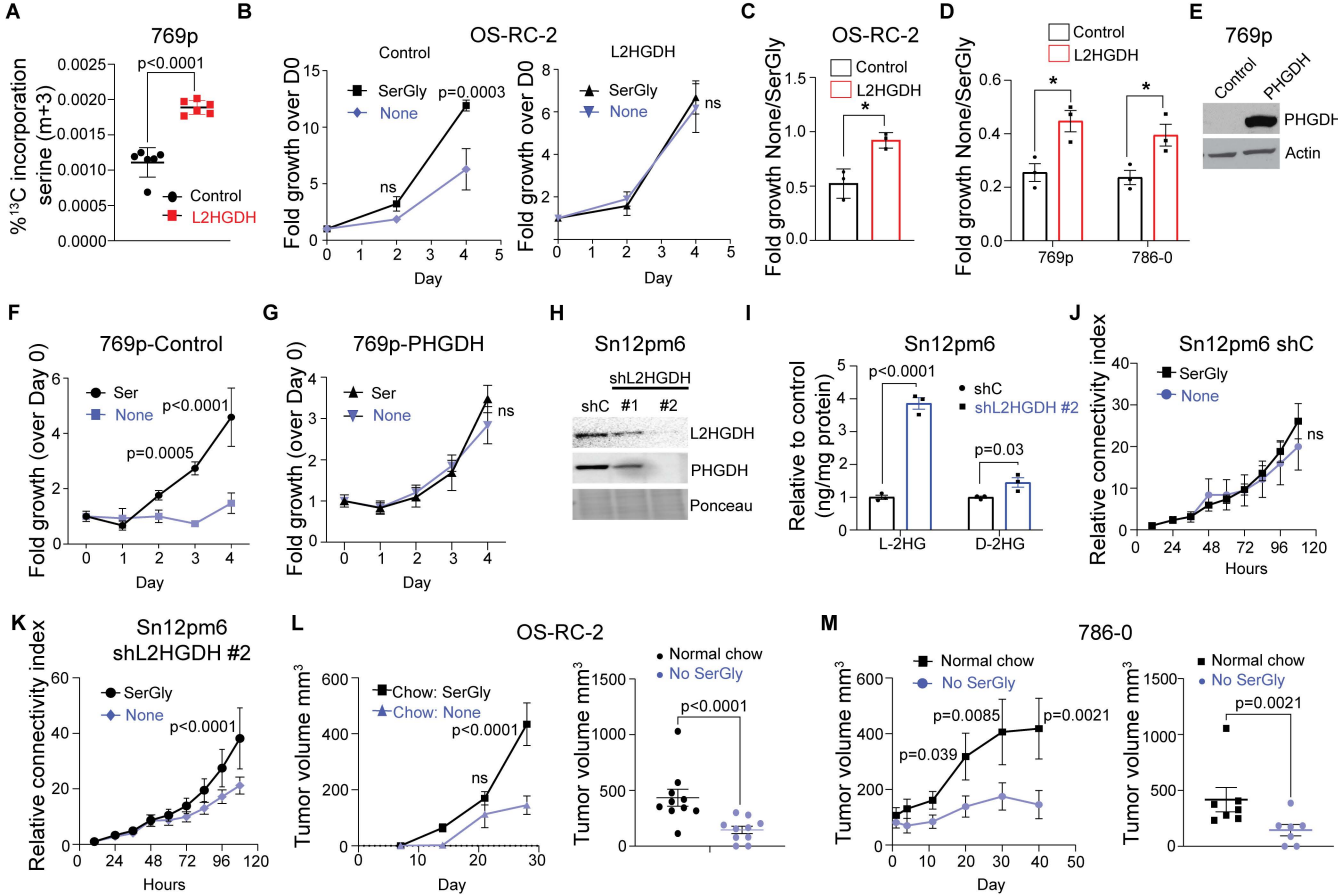 A
769p
p<0.0001
%¹³C incorporation
serine (m+3)
0.0025
0.0020
0.0015
0.0010
0.0005
0.0000
Control
L2HGDH
B
OS-RC-2
Control
Fold growth over D0
15
10
5
0
SerGly
None
p=0.0003
ns
0 1 2 3 4 5
Day
L2HGDH
Fold growth over D0
8
6
4
2
SerGly
None
ns
0 1 2 3 4 5
Day
C
OS-RC-2
Control
L2HGDH
Fold growth None/SerGly
1.5
1.0
0.5
0.0
*
D
Control
L2HGDH
Fold growth None/SerGly
0.6
0.4
0.2
0.0
* *
769p 786-0
E
769p
Control
PHGDH
PHGDH
Actin
F
769p-Control
Fold growth (over Day 0)
6
4
2
0
Ser
None
p<0.0001
p=0.0005
0 1 2 3 4
Day
G
769p-PHGDH
Fold growth (over Day 0)
4
3
2
1
0
Ser
None
ns
0 1 2 3 4
Day
H
Sn12pm6
shL2HGDH
shC #1 #2
L2HGDH
PHGDH
Ponceau
I
Sn12pm6
Relative to control
(ng/mg protein)
5
4
3
2
1
0
p<0.0001
shC
shL2HGDH #2
p=0.03
L-2HG D-2HG
J
Sn12pm6 shC
Relative connectivity index
40
30
20
10
0
SerGly
None
ns
0 24 48 72 96 120
Hours
K
Sn12pm6
shL2HGDH #2
Relative connectivity index
60
40
20
0
SerGly
None
p<0.0001
0 24 48 72 96 120
Hours
L
OS-RC-2
Tumor volume mm³
600
400
200
0
Chow: SerGly
Chow: None
p<0.0001
ns
0 10 20 30
Day
Normal chow
No SerGly
Tumor volume mm³
1500
1000
500
0
p<0.0001
M
786-0
Tumor volume mm³
600
400
200
0
Normal chow
No SerGly
p=0.0085
p=0.0021
p=0.039
0 10 20 30 40 50
Day
Normal chow
No SerGly
Tumor volume mm³
1500
1000
500
0
p=0.0021